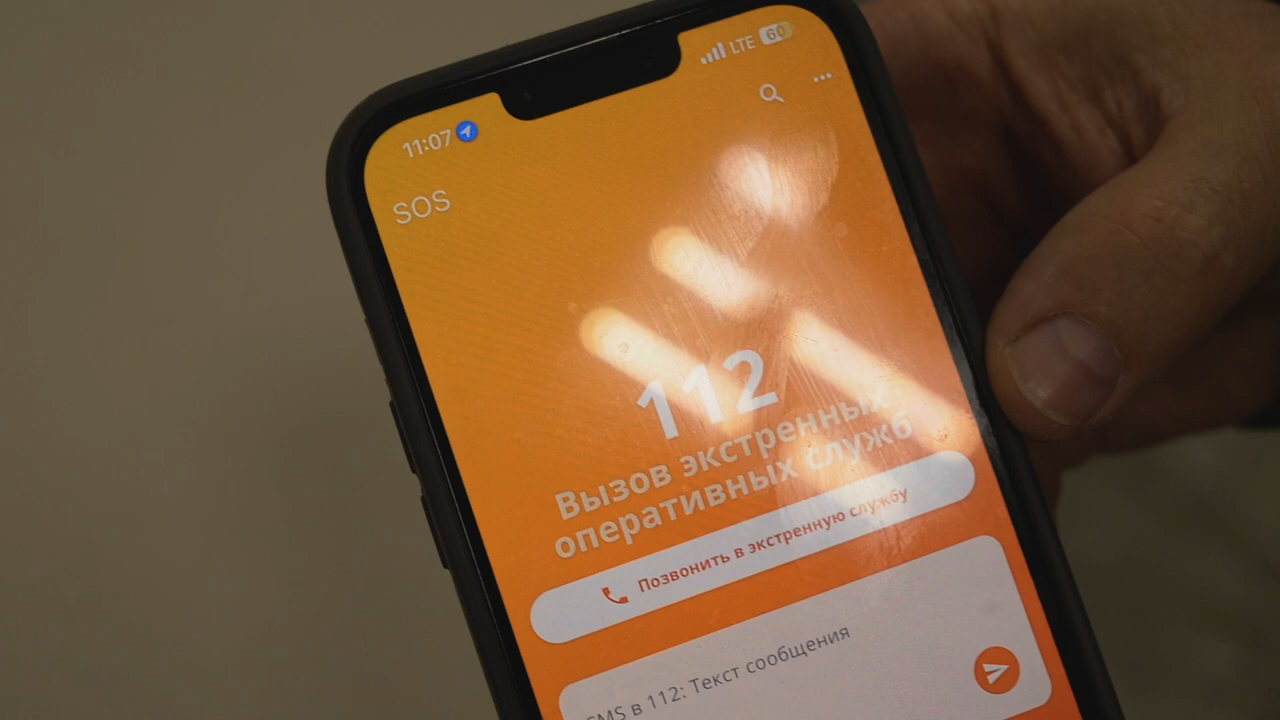 11:07
LTE 60
SOS
112
Вызов экстренных
оперативных служб
Позвонить в экстренную службу
SMS в 112: Текст сообщения